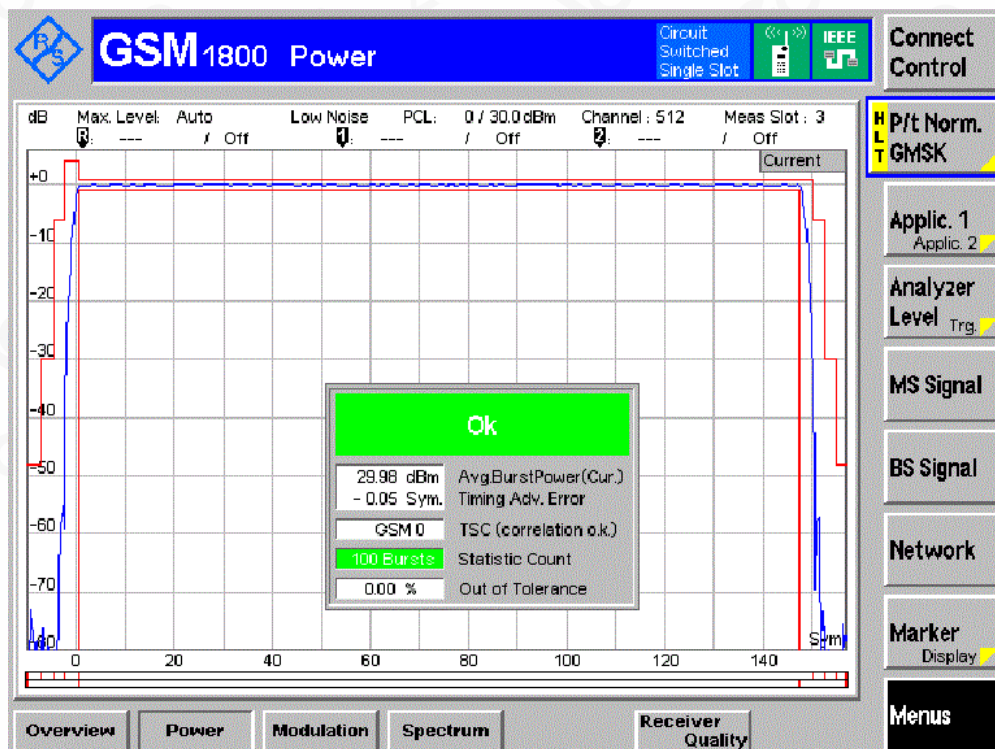 R/S
GSM 1800 Power
Circuit
Switched
Single Slot
IEEE
Connect
Control
dB Max. Level: Auto Low Noise PCL: 0 / 30.0 dBm Channel : 512 Meas Slot : 3
R: --- / Off 1: --- / Off 2: --- / Off
Current
H
L
T
P/t Norm.
GMSK
Applic. 1
Applic. 2
Analyzer
Level Trg.
MS Signal
BS Signal
Network
Marker
Display
Menus
+0
-10
-20
-30
-40
-50
-60
-70
-80
Ok
29.98 dBm Avg.BurstPower(Cur.)
- 0.05 Sym. Timing Adv. Error
GSM 0 TSC (correlation o.k.)
100 Bursts Statistic Count
0.00 % Out of Tolerance
Sym
0 20 40 60 80 100 120 140
Overview Power Modulation Spectrum Receiver
Quality